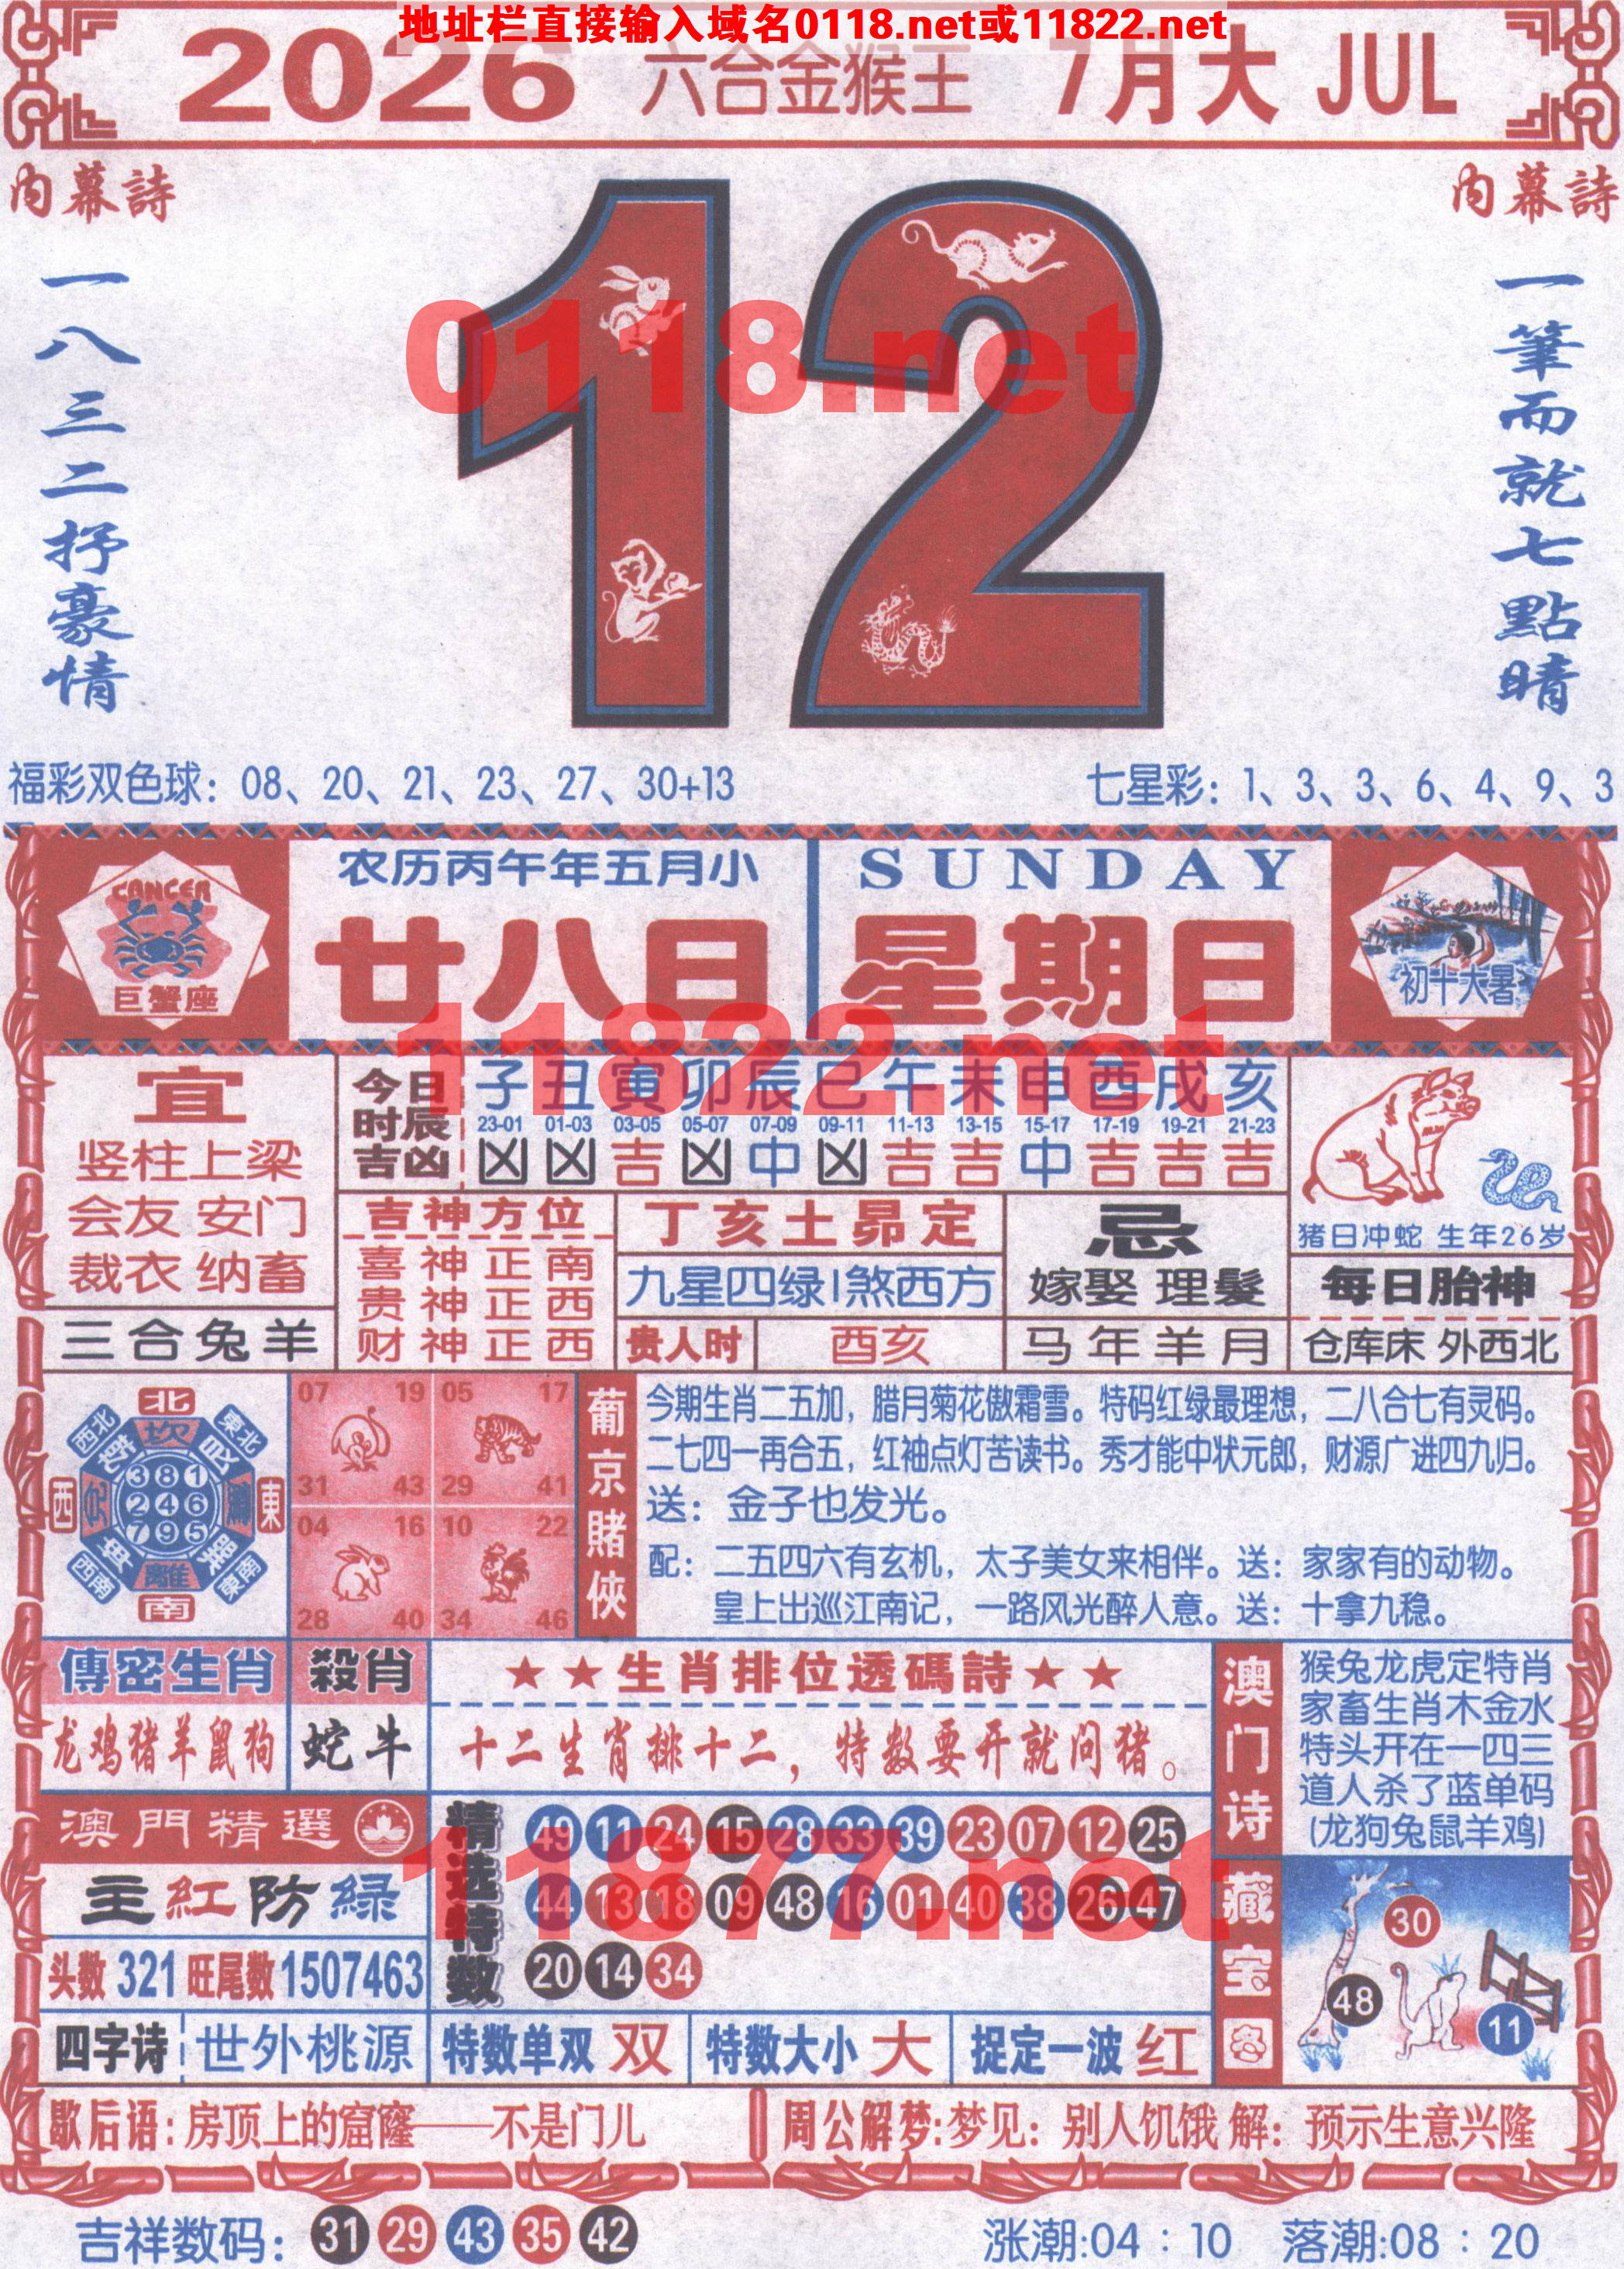 地址栏直接输入域名0118.net或11822.net
2026 六合金猴王 7月大 JUL
内幕詩
一八三二抒豪情
12
内幕詩
一筆而就七點晴
0118.net
福彩双色球：08、20、21、23、27、30+13
七星彩：1、3、3、6、4、9、3
CANCER
巨蟹座
农历丙午年五月小
廿八日
SUNDAY
星期日
初十大暑
11822.net
宜
竖柱上梁
会友 安门
裁衣 纳畜
三合兔羊
今日时辰吉凶
子 丑 寅 卯 辰 巳 午 未 申 酉 戌 亥
23-01 01-03 03-05 05-07 07-09 09-11 11-13 13-15 15-17 17-19 19-21 21-23
凶 凶 吉 凶 中 凶 吉 吉 中 吉 吉 吉
吉神方位
喜神正南
贵神正西
财神正西
丁亥土昴定
九星四绿 煞西方
贵人时 酉亥
忌
嫁娶 理髮
马年羊月
猪日冲蛇 生年26岁
每日胎神
仓库床 外西北
北
西北 東北
坎
西 東
381
246
795
離
西南 東南
南
07 19 05 17
31 43 29 41
04 16 10 22
28 40 34 46
葡京賭俠
今期生肖二五加，腊月菊花傲霜雪。特码红绿最理想，二八合七有灵码。
二七四一再合五，红袖点灯苦读书。秀才能中状元郎，财源广进四九归。
送：金子也发光。
配：二五四六有玄机，太子美女来相伴。送：家家有的动物。
皇上出巡江南记，一路风光醉人意。送：十拿九稳。
傳密生肖
龙鸡猪羊鼠狗
殺肖
蛇牛
★★生肖排位透碼詩★★
十二生肖排十二，特数要开就问猪。
澳门诗
猴兔龙虎定特肖
家畜生肖木金水
特头开在一四三
道人杀了蓝单码
(龙狗兔鼠羊鸡)
澳門精選
主紅防緑
头数 321 旺尾数1507463
精选特数
49 11 24 15 28 33 39 23 07 12 25
44 13 18 09 48 16 01 40 38 26 47
20 14 34
11877.net
藏宝图
30
48
11
四字诗 世外桃源
特数单双 双
特数大小 大
捉定一波 红
歇后语：房顶上的窟窿——不是门儿
周公解梦：梦见：别人饥饿 解：预示生意兴隆
吉祥数码：31 29 43 35 42
涨潮:04：10 落潮:08：20